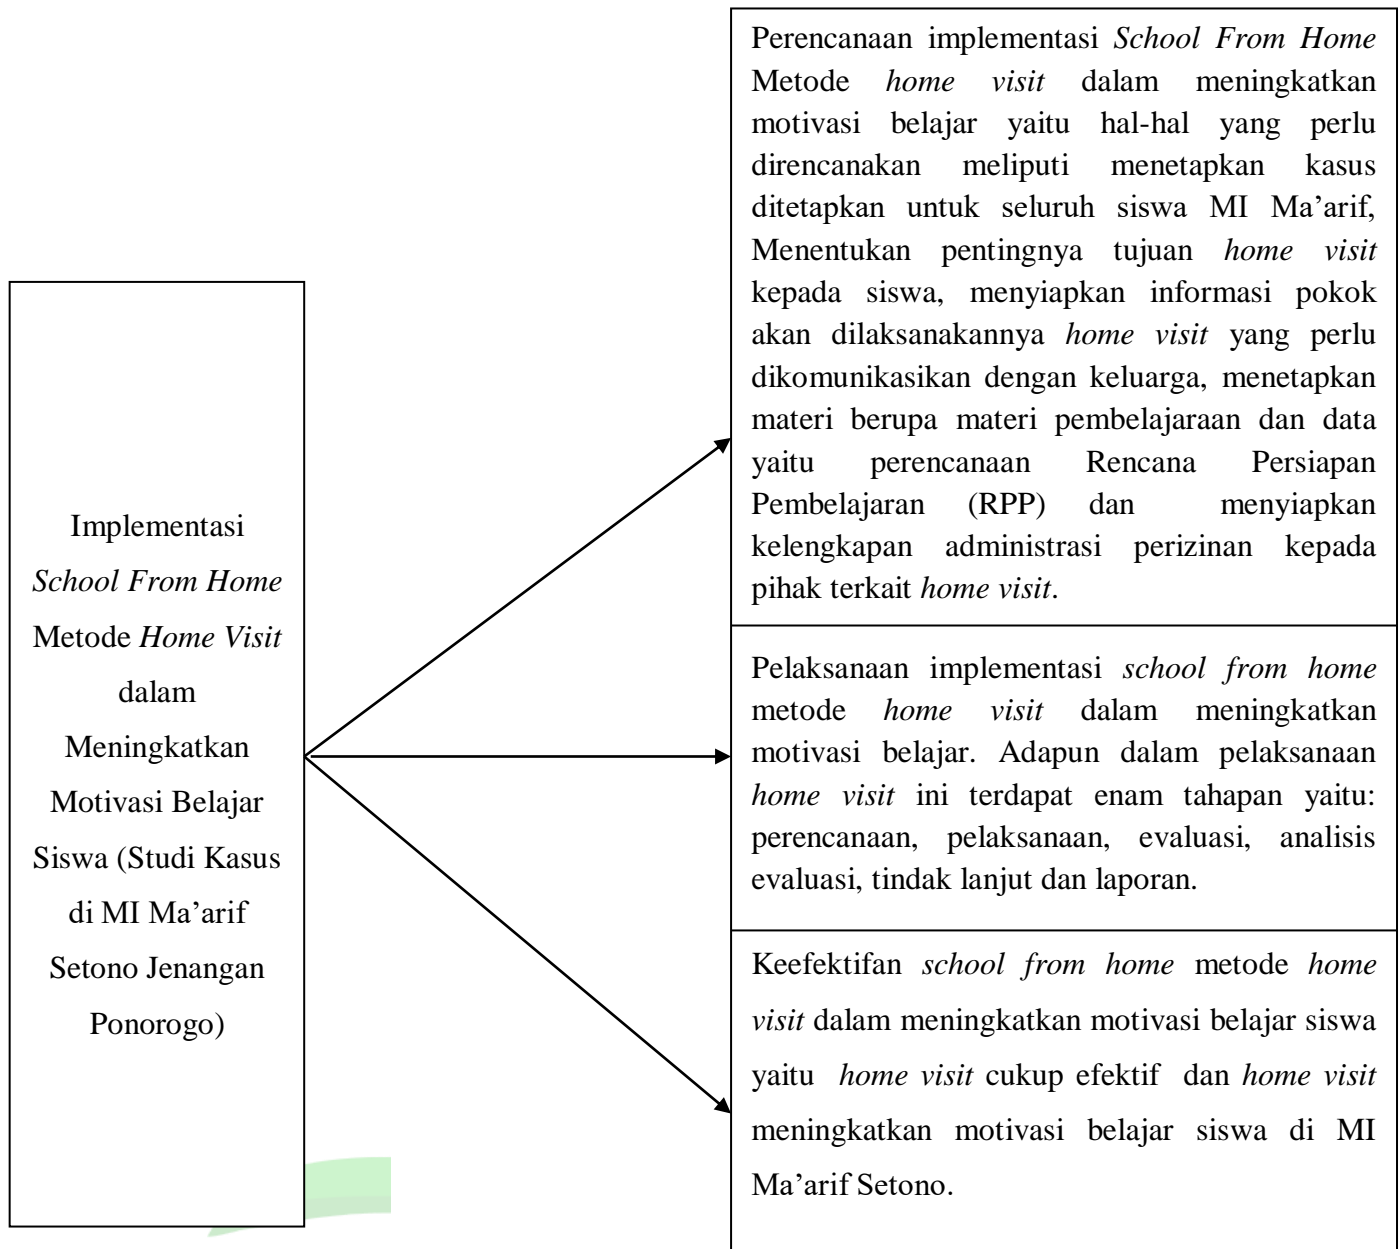 Implementasi
School From Home
Metode Home Visit
dalam
Meningkatkan
Motivasi Belajar
Siswa (Studi Kasus
di MI Ma’arif
Setono Jenangan
Ponorogo)
Perencanaan implementasi School From Home
Metode home visit dalam meningkatkan
motivasi belajar yaitu hal-hal yang perlu
direncanakan meliputi menetapkan kasus
ditetapkan untuk seluruh siswa MI Ma’arif,
Menentukan pentingnya tujuan home visit
kepada siswa, menyiapkan informasi pokok
akan dilaksanakannya home visit yang perlu
dikomunikasikan dengan keluarga, menetapkan
materi berupa materi pembelajaraan dan data
yaitu perencanaan Rencana Persiapan
Pembelajaran (RPP) dan menyiapkan
kelengkapan administrasi perizinan kepada
pihak terkait home visit.
Pelaksanaan implementasi school from home
metode home visit dalam meningkatkan
motivasi belajar. Adapun dalam pelaksanaan
home visit ini terdapat enam tahapan yaitu:
perencanaan, pelaksanaan, evaluasi, analisis
evaluasi, tindak lanjut dan laporan.
Keefektifan school from home metode home
visit dalam meningkatkan motivasi belajar siswa
yaitu home visit cukup efektif dan home visit
meningkatkan motivasi belajar siswa di MI
Ma’arif Setono.